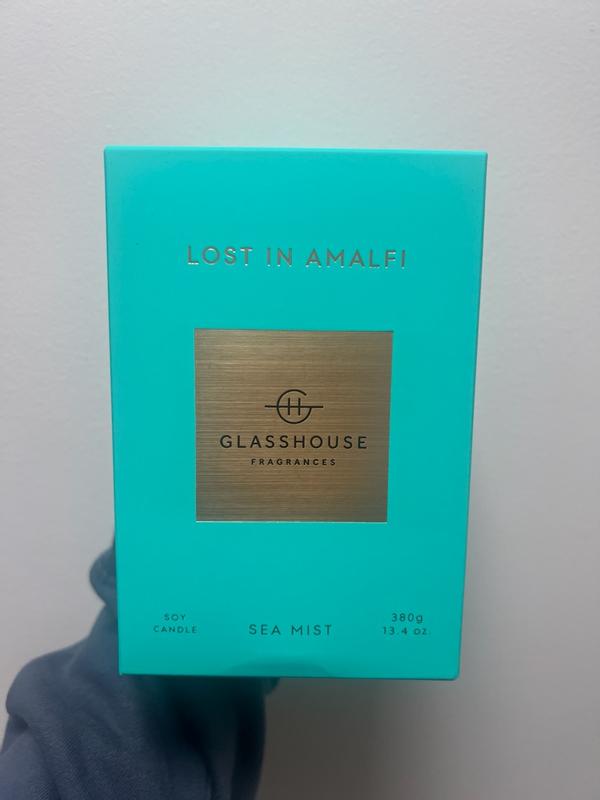 LOST IN AMALFI
GLASSHOUSE
FRAGRANCES
SOY
CANDLE
SEA MIST
380g
13.4 oz.